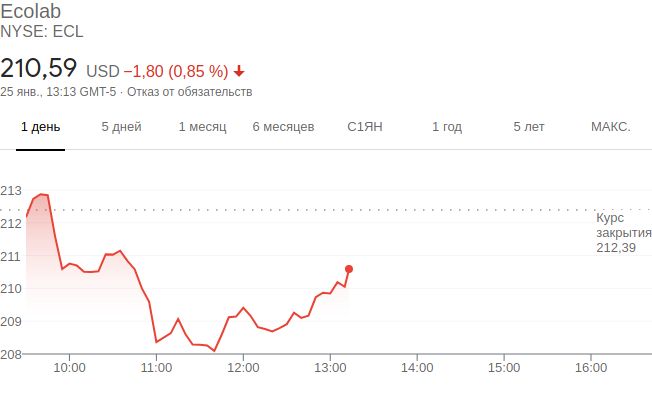 Ecolab
NYSE: ECL
210,59 USD −1,80 (0,85 %)
25 янв., 13:13 GMT-5 · Отказ от обязательств
1 день 5 дней 1 месяц 6 месяцев С1ЯН 1 год 5 лет МАКС.
213
212
211
210
209
208
Курс
закрытия
212,39
10:00 11:00 12:00 13:00 14:00 15:00 16:00